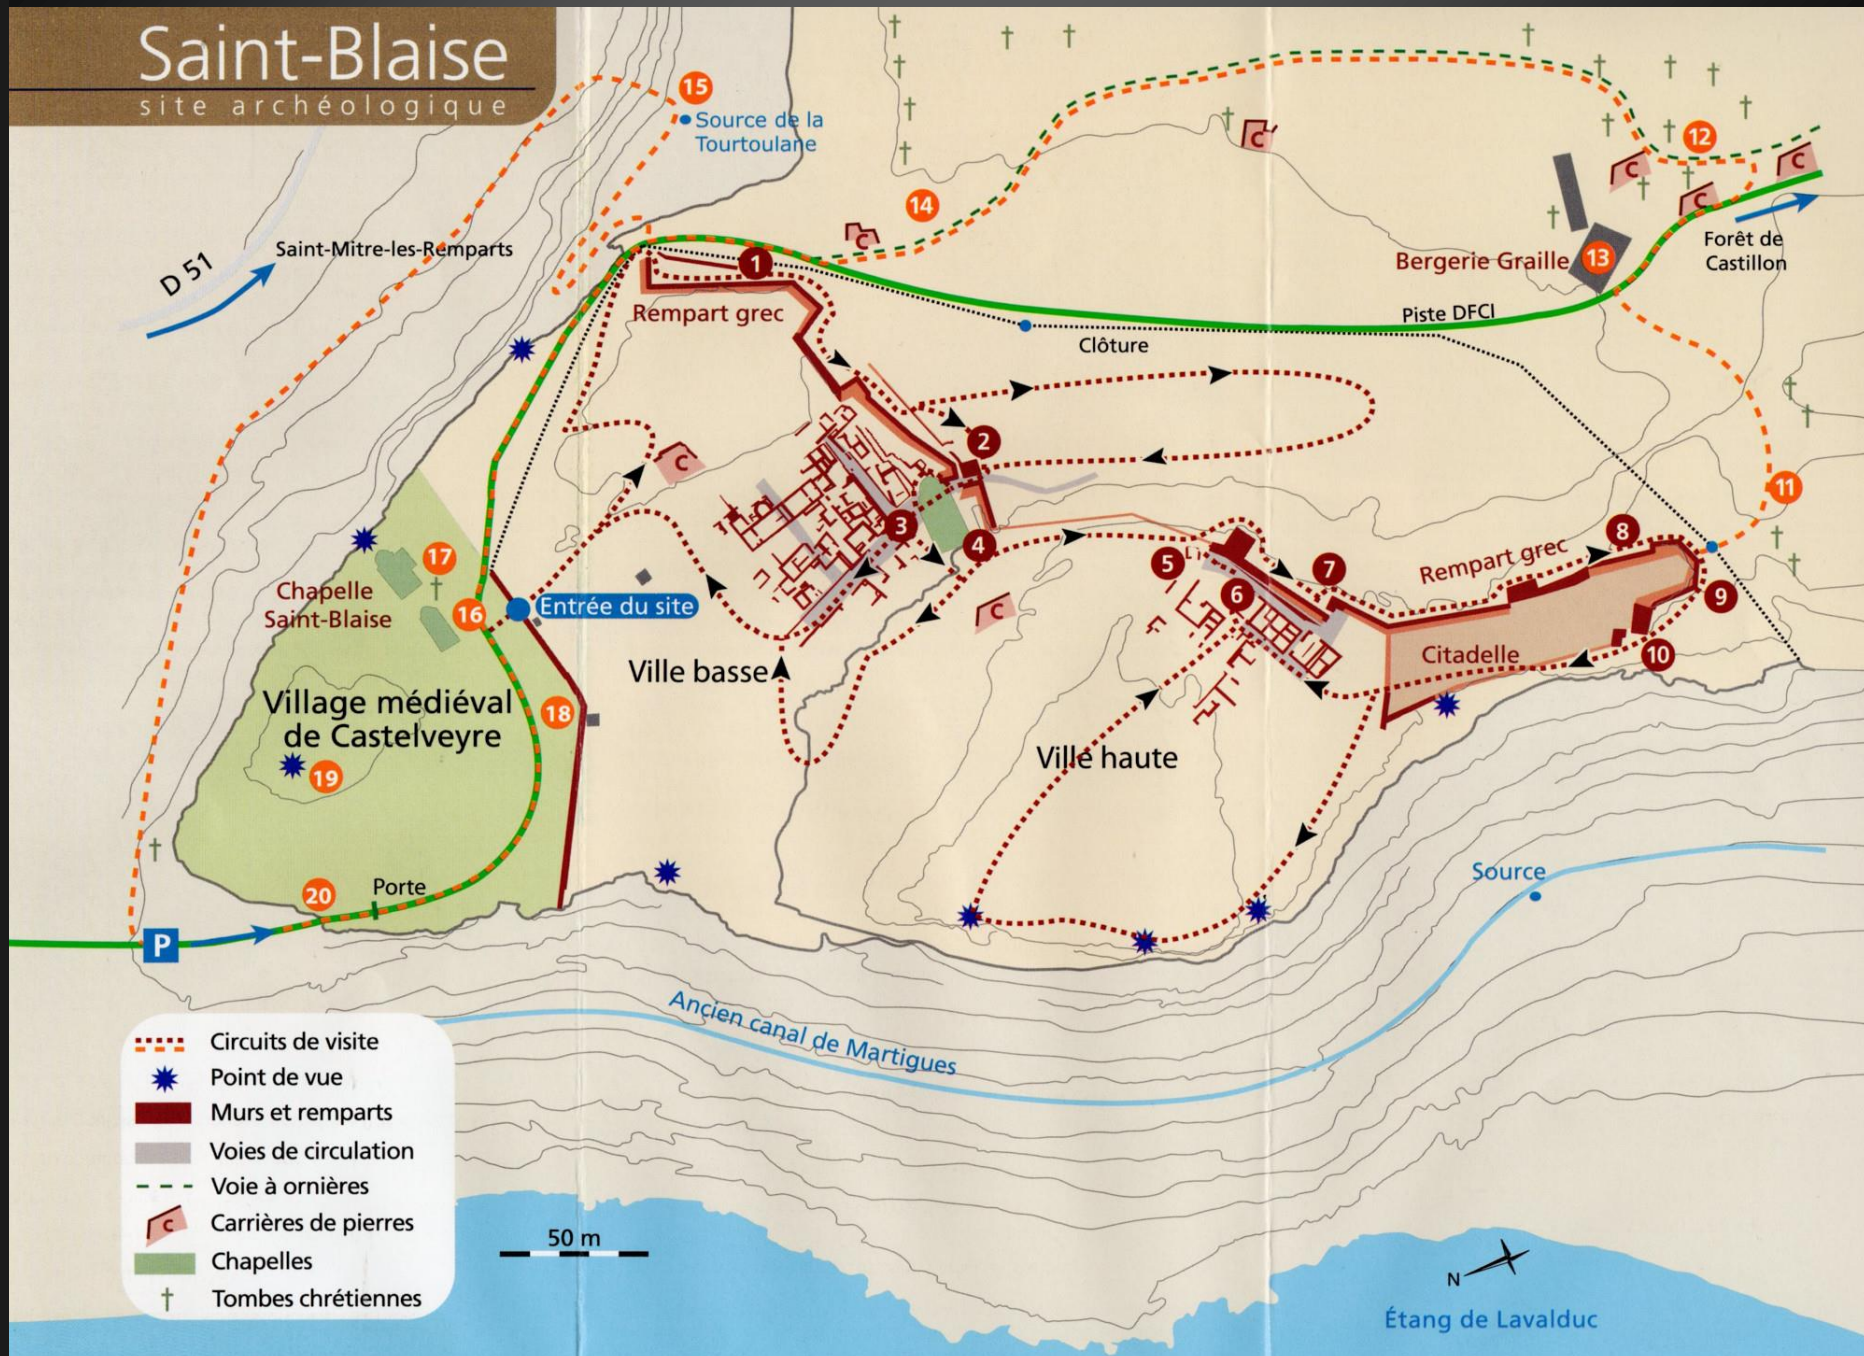 Saint-Blaise
site archéologique
15
Source de la
Tourtoulane
12
C
C
C
C
14
C
D 51
Saint-Mitre-les-Remparts
1
Rempart grec
Bergerie Graille
13
Forêt de
Castillon
Piste DFCI
Clôture
2
C
11
3
4
5
6
7
Rempart grec
8
9
10
Citadelle
17
Chapelle
Saint-Blaise
16
Entrée du site
C
Ville basse
Village médiéval
de Castelveyre
18
19
Ville haute
20
Porte
P
Source
Ancien canal de Martigues
Circuits de visite
Point de vue
Murs et remparts
Voies de circulation
Voie à ornières
C
Carrières de pierres
Chapelles
Tombes chrétiennes
50 m
N
Étang de Lavalduc